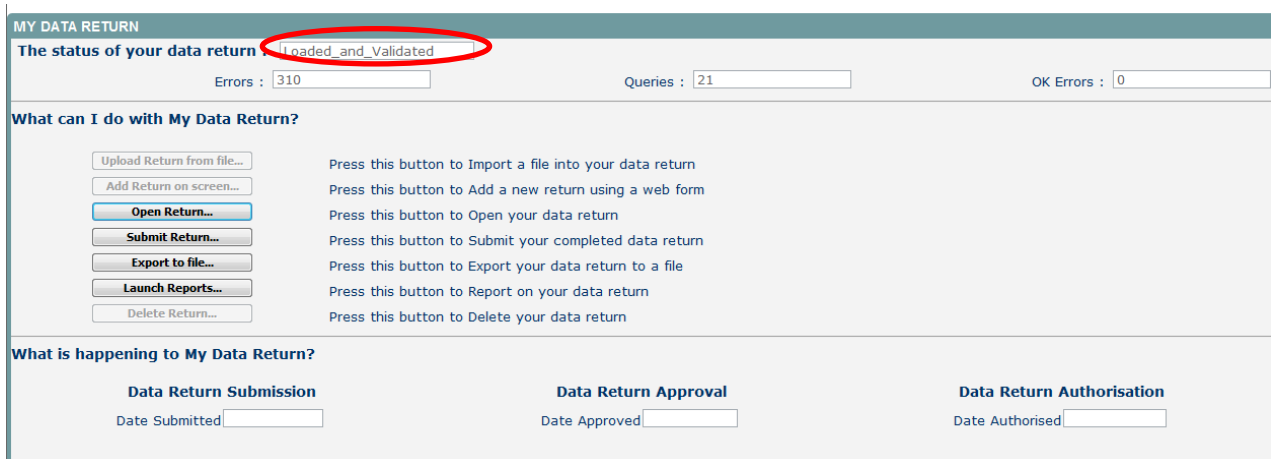 MY DATA RETURN
The status of your data return : Loaded_and_Validated
Errors : 310 Queries : 21 OK Errors : 0
What can I do with My Data Return?
Upload Return from file... Press this button to Import a file into your data return
Add Return on screen... Press this button to Add a new return using a web form
Open Return... Press this button to Open your data return
Submit Return... Press this button to Submit your completed data return
Export to file... Press this button to Export your data return to a file
Launch Reports... Press this button to Report on your data return
Delete Return... Press this button to Delete your data return
What is happening to My Data Return?
Data Return Submission Data Return Approval Data Return Authorisation
Date Submitted Date Approved Date Authorised